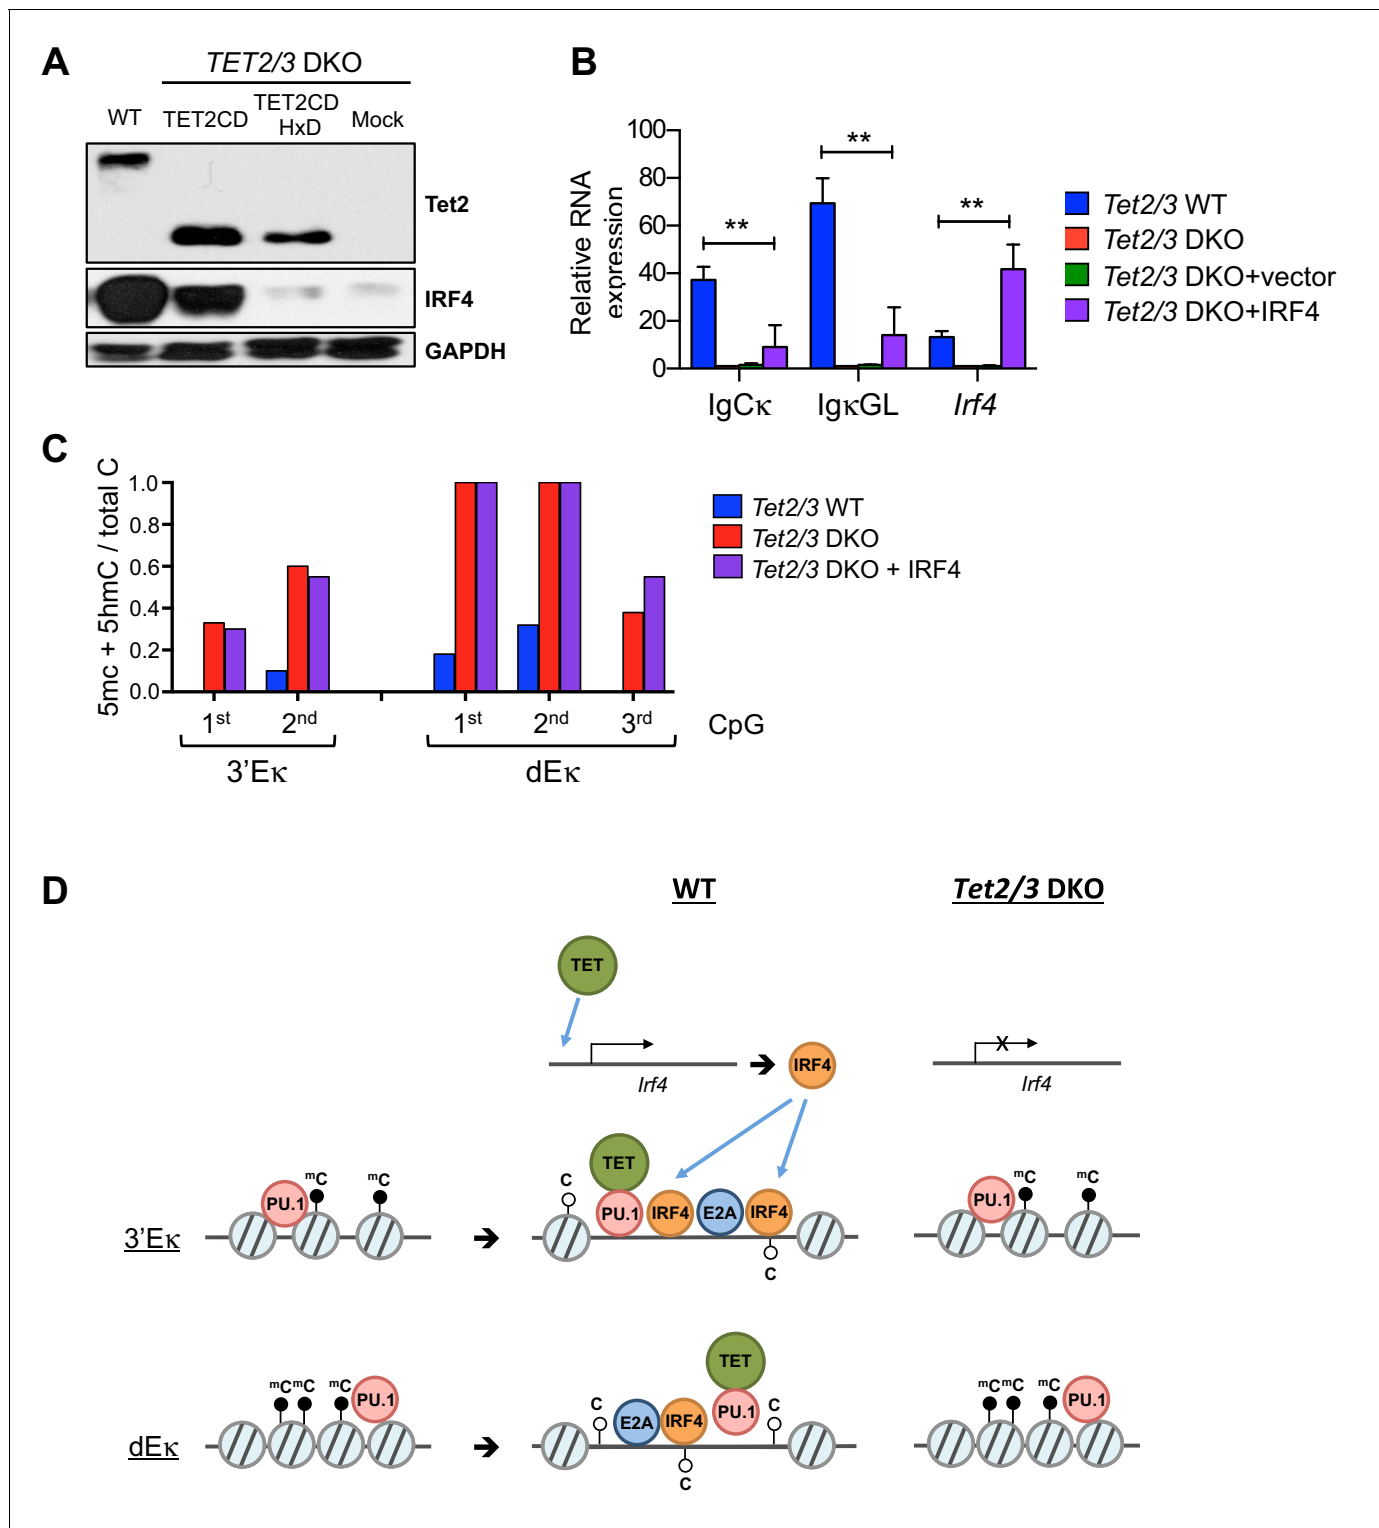 A
TET2/3 DKO
WT
TET2CD
TET2CD
HxD
Mock
Tet2
IRF4
GAPDH
B
Relative RNA
expression
100
80
60
40
20
0
**
**
**
IgCκ
IgκGL
Irf4
Tet2/3 WT
Tet2/3 DKO
Tet2/3 DKO+vector
Tet2/3 DKO+IRF4
C
5mc + 5hmC / total C
1.0
0.8
0.6
0.4
0.2
0.0
1st
2nd
1st
2nd
3rd
CpG
3'Eκ
dEκ
Tet2/3 WT
Tet2/3 DKO
Tet2/3 DKO + IRF4
D
WT
Tet2/3 DKO
TET
Irf4
IRF4
X
Irf4
3'Eκ
PU.1
mC
mC
C
TET
PU.1
IRF4
E2A
IRF4
C
PU.1
mC
mC
dEκ
mC
mC
mC
PU.1
C
E2A
IRF4
TET
PU.1
C
C
mC
mC
mC
PU.1